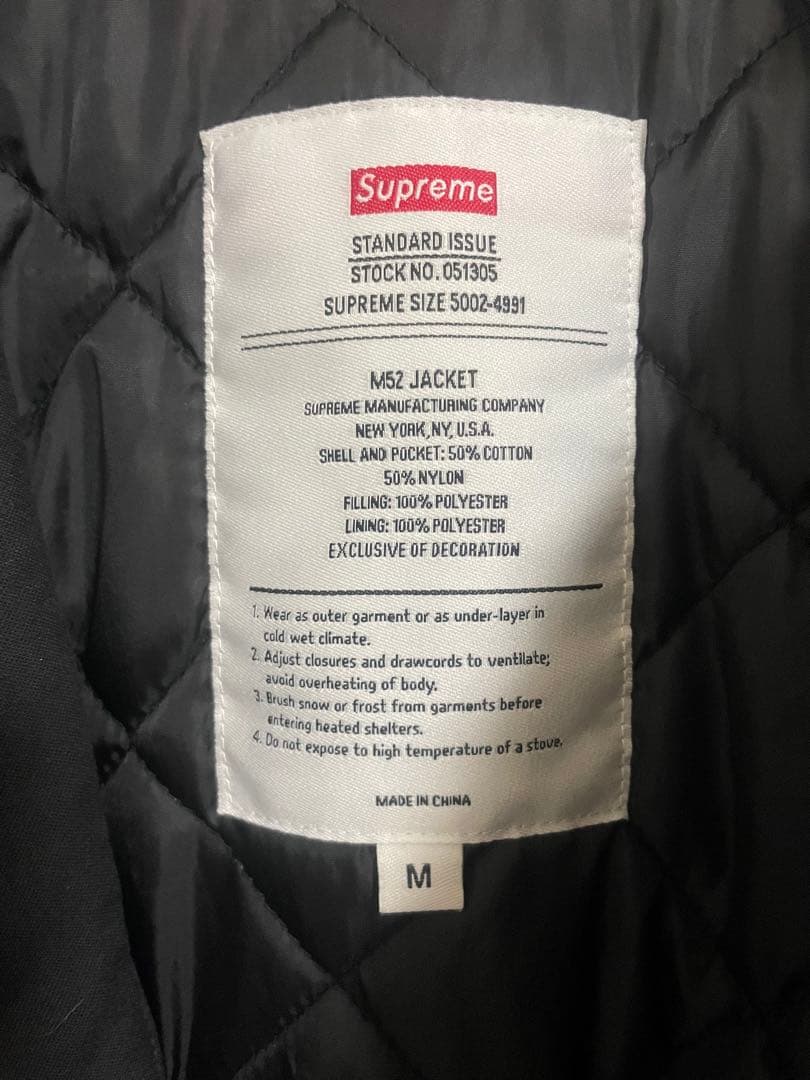 Supreme
STANDARD ISSUE
STOCK NO. 051305
SUPREME SIZE 5002-4991
M52 JACKET
SUPREME MANUFACTURING COMPANY
NEW YORK, NY, U.S.A.
SHELL AND POCKET: 50% COTTON
50% NYLON
FILLING: 100% POLYESTER
LINING: 100% POLYESTER
EXCLUSIVE OF DECORATION
1. Wear as outer garment or as under-layer in
cold wet climate.
2. Adjust closures and drawcords to ventilate;
avoid overheating of body.
3. Brush snow or frost from garments before
entering heated shelters.
4. Do not expose to high temperature of a stove.
MADE IN CHINA
M